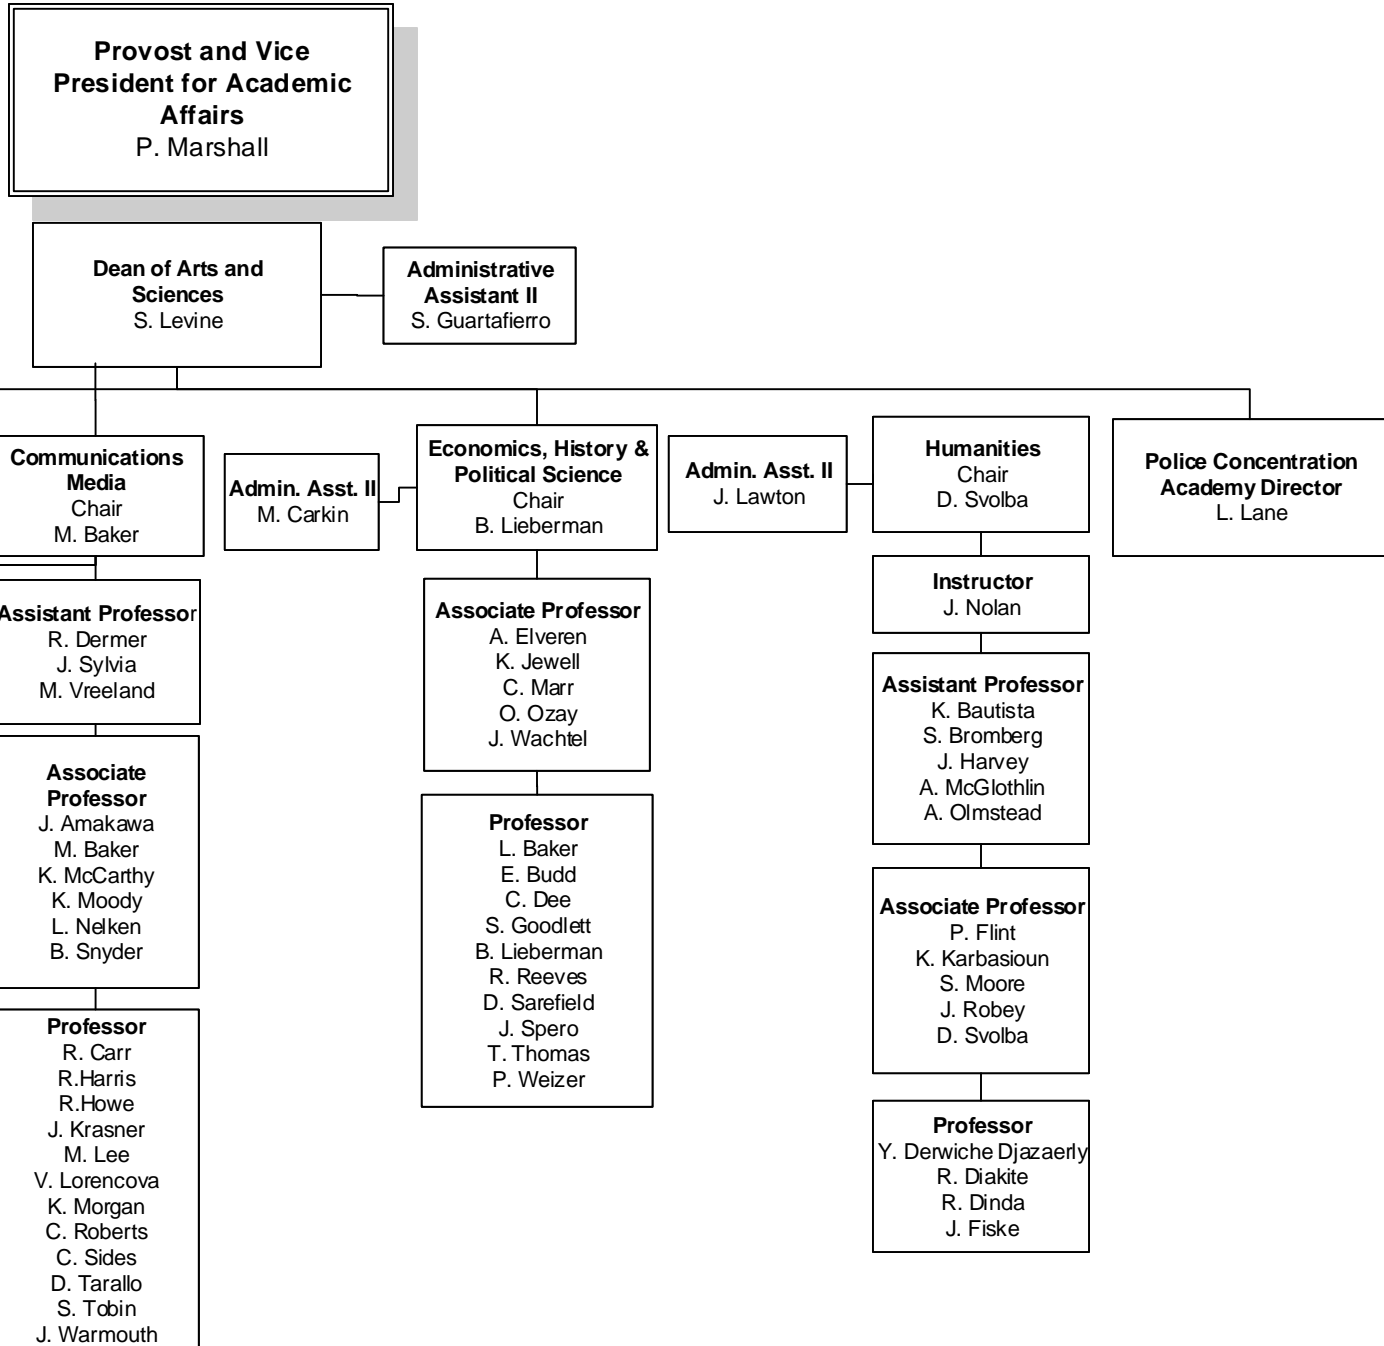 Provost and Vice
President for Academic
Affairs
P. Marshall
Dean of Arts and
Sciences
S. Levine
Administrative
Assistant II
S. Guartafierro
Communications
Media
Chair
M. Baker
Assistant Professor
R. Dermer
J. Sylvia
M. Vreeland
Associate
Professor
J. Amakawa
M. Baker
K. McCarthy
K. Moody
L. Nelken
B. Snyder
Professor
R. Carr
R.Harris
R.Howe
J. Krasner
M. Lee
V. Lorencova
K. Morgan
C. Roberts
C. Sides
D. Tarallo
S. Tobin
J. Warmouth
Admin. Asst. II
M. Carkin
Economics, History &
Political Science
Chair
B. Lieberman
Associate Professor
A. Elveren
K. Jewell
C. Marr
O. Ozay
J. Wachtel
Professor
L. Baker
E. Budd
C. Dee
S. Goodlett
B. Lieberman
R. Reeves
D. Sarefield
J. Spero
T. Thomas
P. Weizer
Admin. Asst. II
J. Lawton
Humanities
Chair
D. Svolba
Instructor
J. Nolan
Assistant Professor
K. Bautista
S. Bromberg
J. Harvey
A. McGlothlin
A. Olmstead
Associate Professor
P. Flint
K. Karbasioun
S. Moore
J. Robey
D. Svolba
Professor
Y. Derwiche Djazaerly
R. Diakite
R. Dinda
J. Fiske
Police Concentration
Academy Director
L. Lane